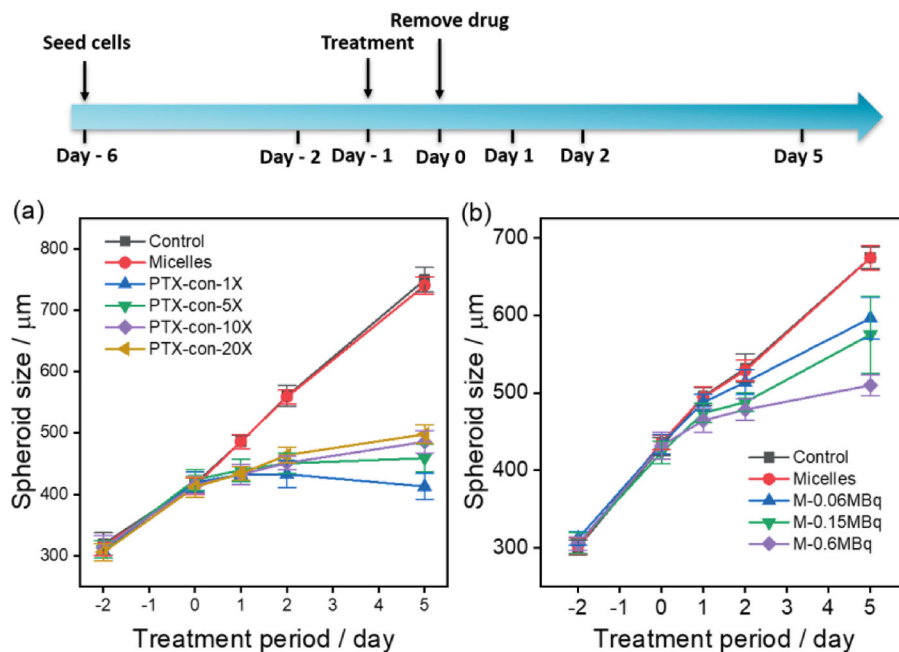 Remove drug
Seed cells
Treatment
Day - 6
Day - 2
Day - 1
Day 0
Day 1
Day 2
Day 5
(a)
Control
Micelles
PTX-con-1X
PTX-con-5X
PTX-con-10X
PTX-con-20X
800
700
600
500
400
300
Spheroid size / μm
-2 -1 0 1 2 3 4 5
Treatment period / day
(b)
700
600
500
400
300
Spheroid size / μm
Control
Micelles
M-0.06MBq
M-0.15MBq
M-0.6MBq
-2 -1 0 1 2 3 4 5
Treatment period / day